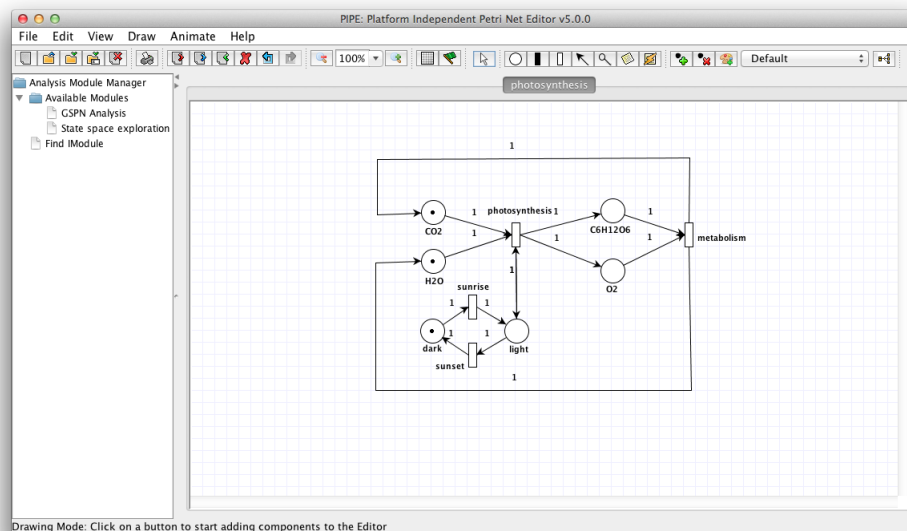 PIPE: Platform Independent Petri Net Editor v5.0.0
File Edit View Draw Animate Help
100% Default
Analysis Module Manager
Available Modules
GSPN Analysis
State space exploration
Find IModule
photosynthesis
1
CO2
1
photosynthesis
1
C6H12O6
1
metabolism
H2O
1
1
1
O2
1
sunrise
1
1
dark
1
1
light
sunset
1
Drawing Mode: Click on a button to start adding components to the Editor